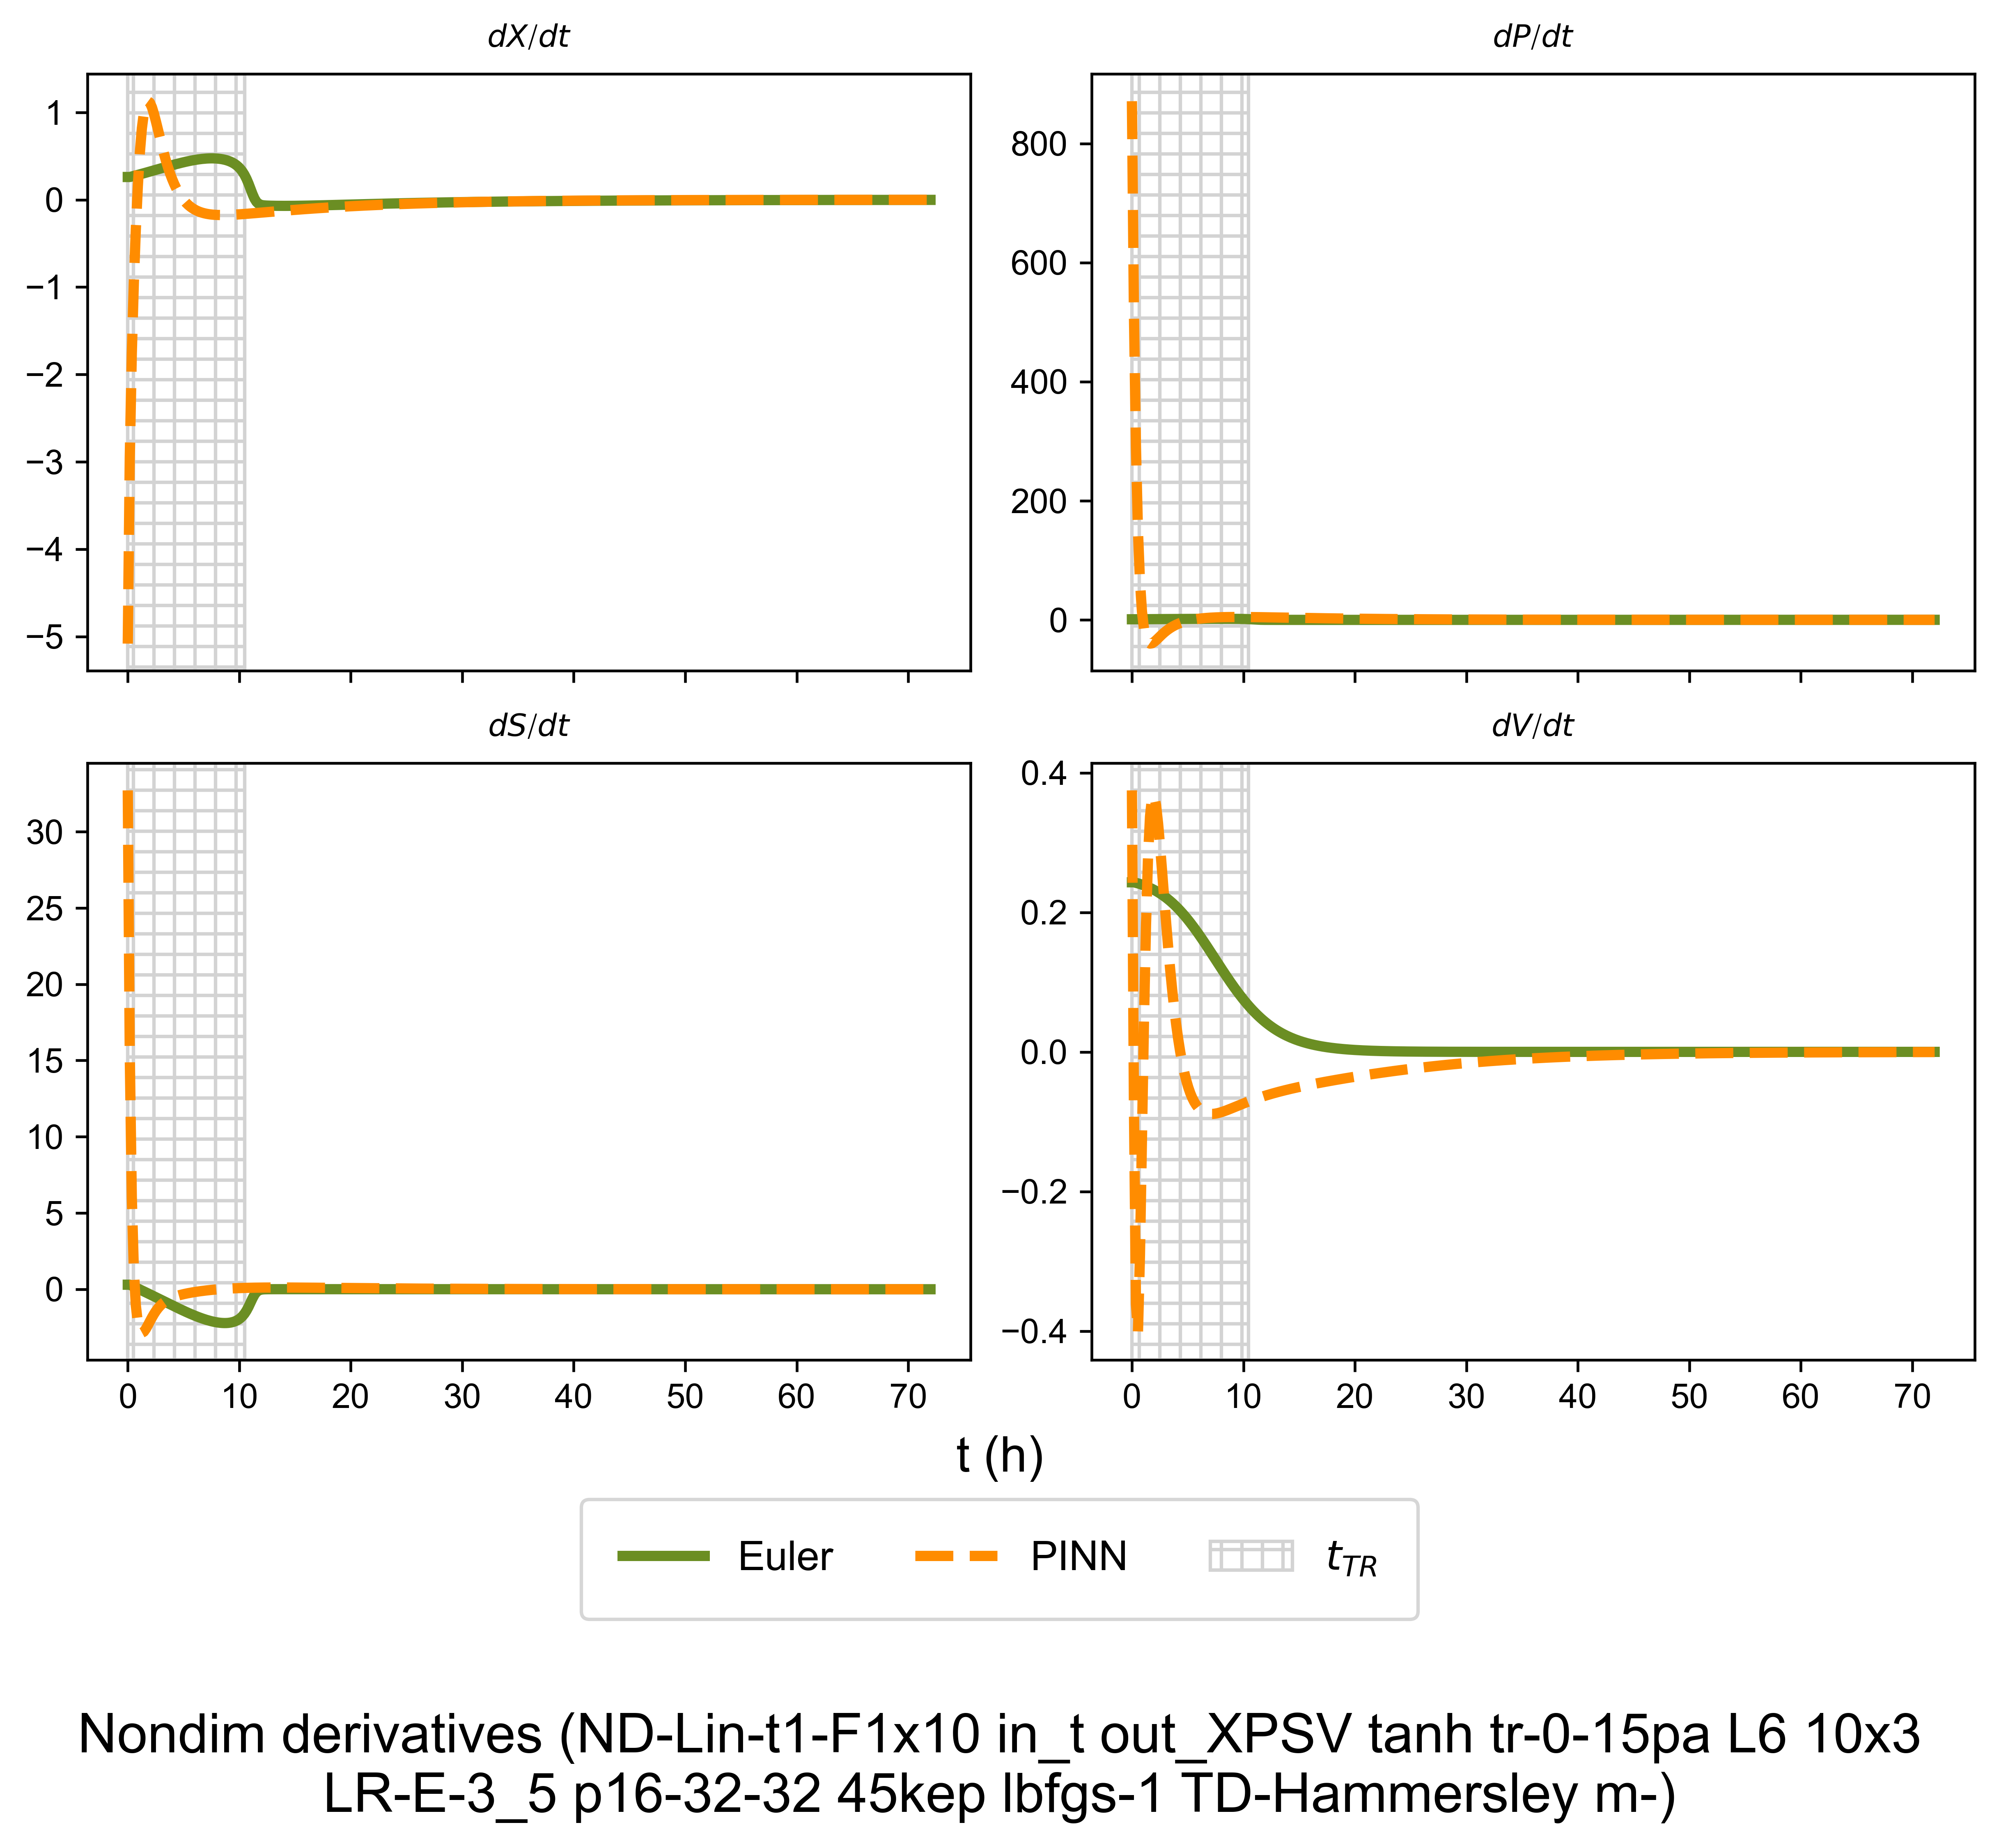 dX/dt
dP/dt
1
0
−1
−2
−3
−4
−5
800
600
400
200
0
dS/dt
dV/dt
30
25
20
15
10
5
0
0.4
0.2
0.0
−0.2
−0.4
0 10 20 30 40 50 60 70
0 10 20 30 40 50 60 70
t (h)
Euler PINN t_TR
Nondim derivatives (ND-Lin-t1-F1x10 in_t out_XPSV tanh tr-0-15pa L6 10x3
LR-E-3_5 p16-32-32 45kep lbfgs-1 TD-Hammersley m-)